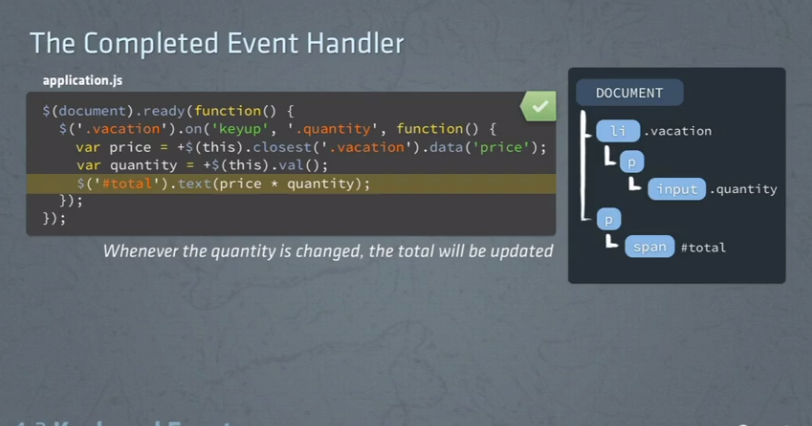 The Completed Event Handler
application.js
$(document).ready(function() {
  $('.vacation').on('keyup', '.quantity', function() {
    var price = +$(this).closest('.vacation').data('price');
    var quantity = +$(this).val();
    $('#total').text(price * quantity);
  });
});
Whenever the quantity is changed, the total will be updated
DOCUMENT
li .vacation
p
input .quantity
p
span #total